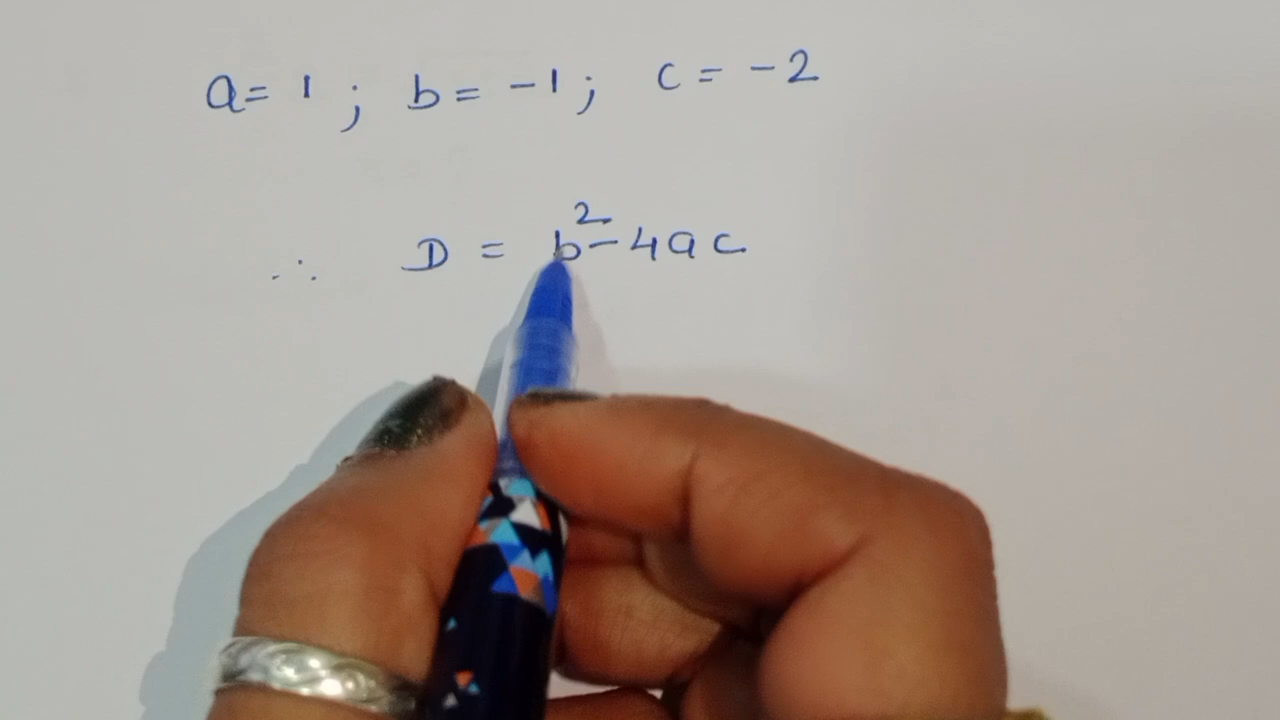 a = 1 ; b = -1 ; c = -2
∴ D = b² - 4ac